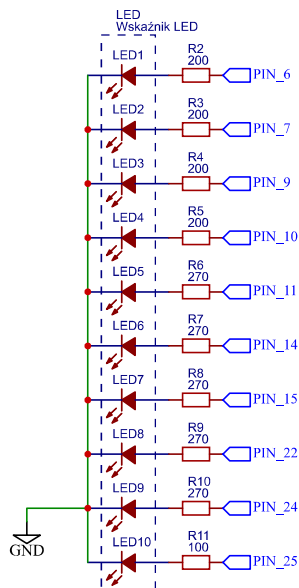 LED
Wskaźnik LED
LED1
R2
200
PIN_6
LED2
R3
200
PIN_7
LED3
R4
200
PIN_9
LED4
R5
200
PIN_10
LED5
R6
270
PIN_11
LED6
R7
270
PIN_14
LED7
R8
270
PIN_15
LED8
R9
270
PIN_22
LED9
R10
270
PIN_24
GND
LED10
R11
100
PIN_25